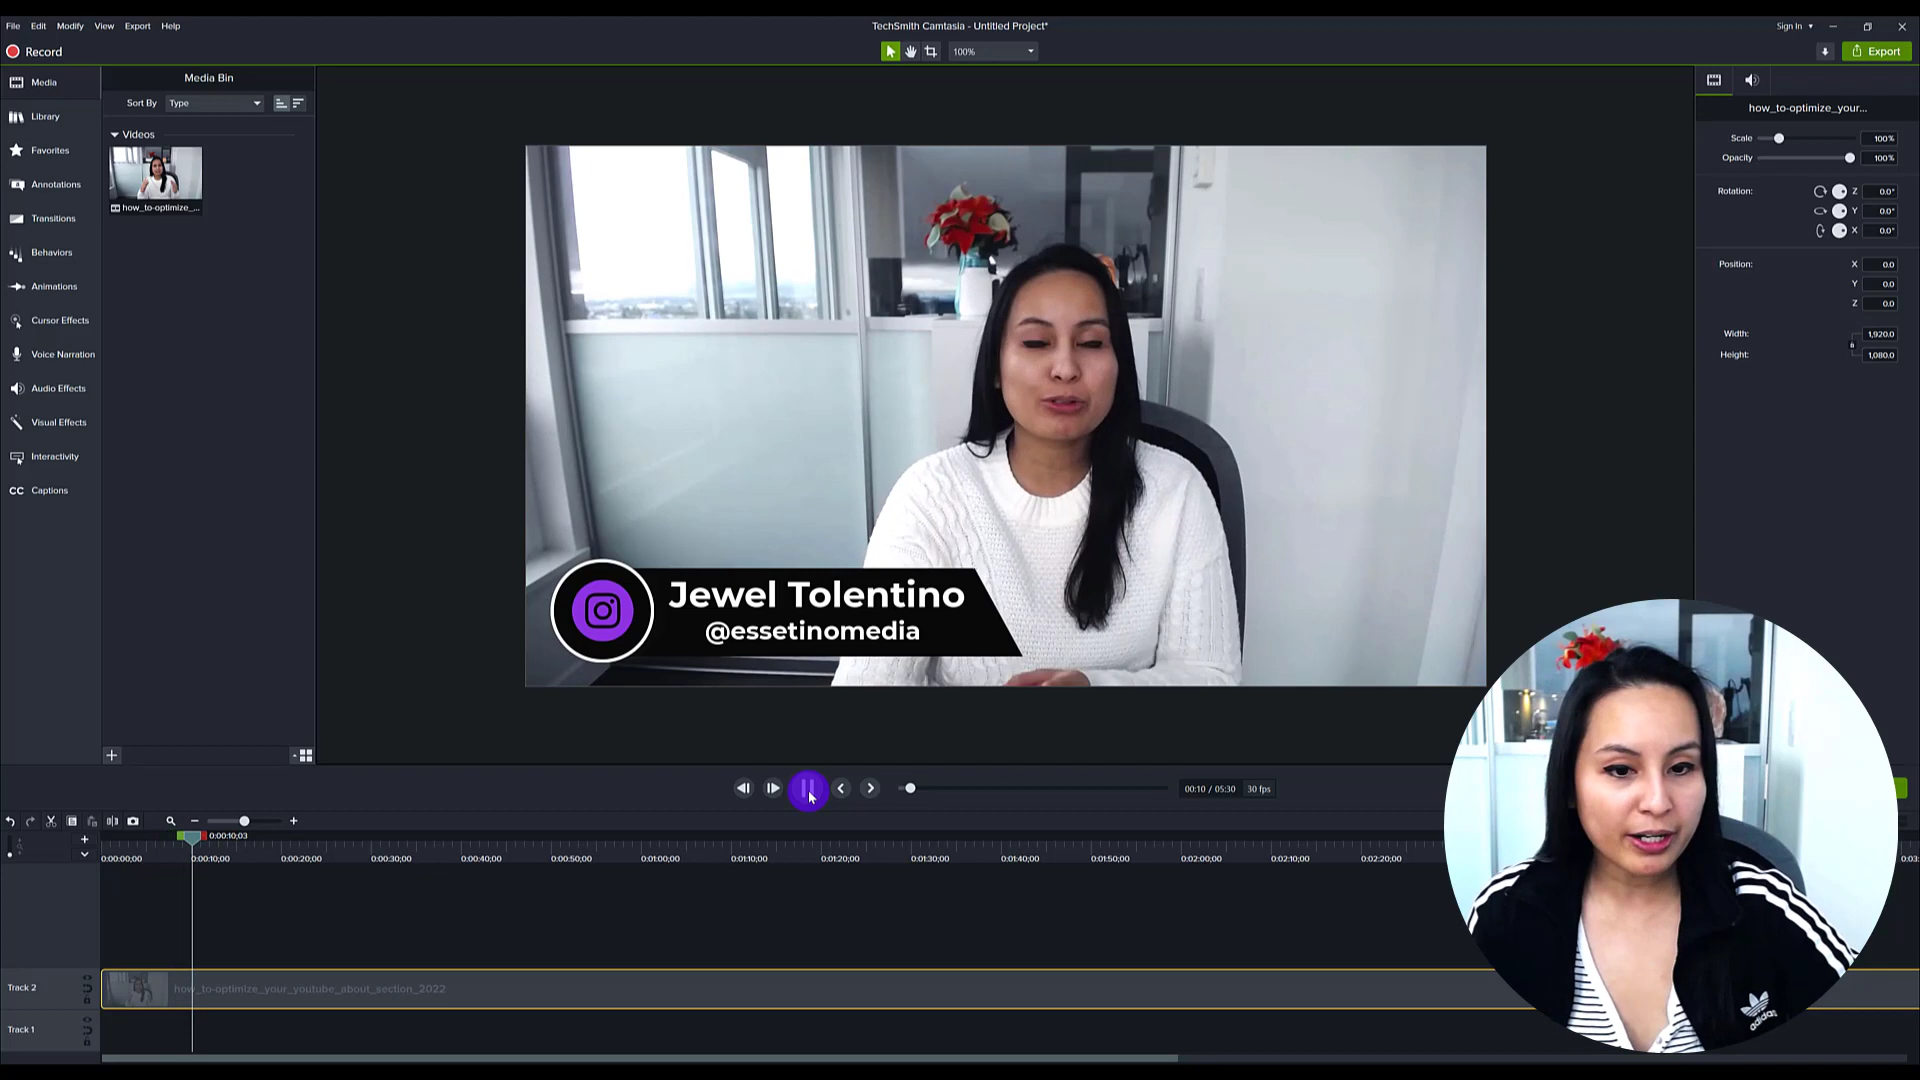 File Edit Modify View Export Help
TechSmith Camtasia - Untitled Project*
Sign In
Record
100%
Export
Media
Library
Favorites
Annotations
Transitions
Behaviors
Animations
Cursor Effects
Voice Narration
Audio Effects
Visual Effects
Interactivity
CC Captions
Media Bin
Sort By Type
Videos
how_to-optimize_...
Jewel Tolentino
@essetinomedia
how_to-optimize_your...
Scale 100%
Opacity 100%
Rotation: Z 0.0°
Y 0.0°
X 0.0°
Position: X 0.0
Y 0.0
Z 0.0
Width: 1,920.0
Height: 1,080.0
adidas
00:10 / 05:30 30 fps
0:00:10;03
0:00:00;00 0:00:10;00 0:00:20;00 0:00:30;00 0:00:40;00 0:00:50;00 0:01:00;00 0:01:10;00 0:01:20;00 0:01:30;00 0:01:40;00 0:01:50;00 0:02:00;00 0:02:10;00 0:02:20;00
Track 2
how_to-optimize_your_youtube_about_section_2022
Track 1